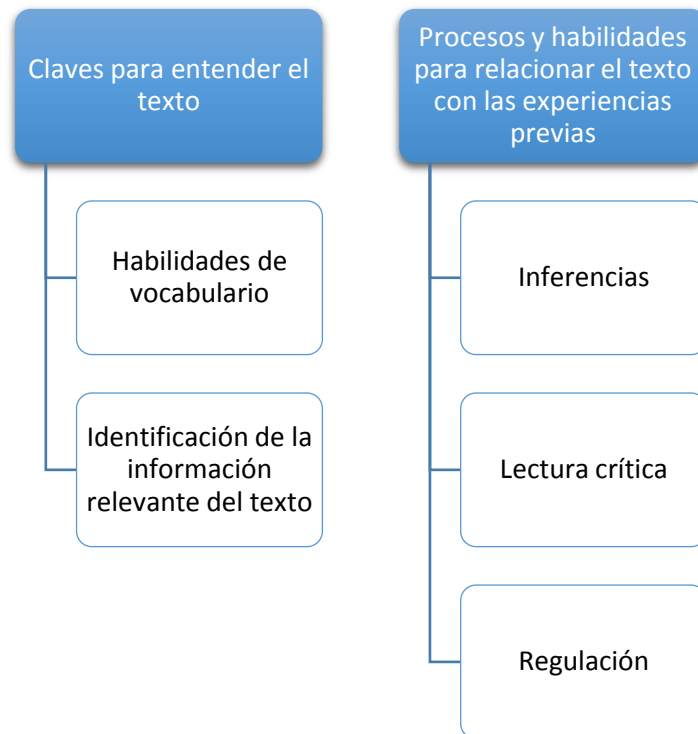 Claves para entender el
texto
Habilidades de
vocabulario
Identificación de la
información
relevante del texto
Procesos y habilidades
para relacionar el texto
con las experiencias
previas
Inferencias
Lectura crítica
Regulación